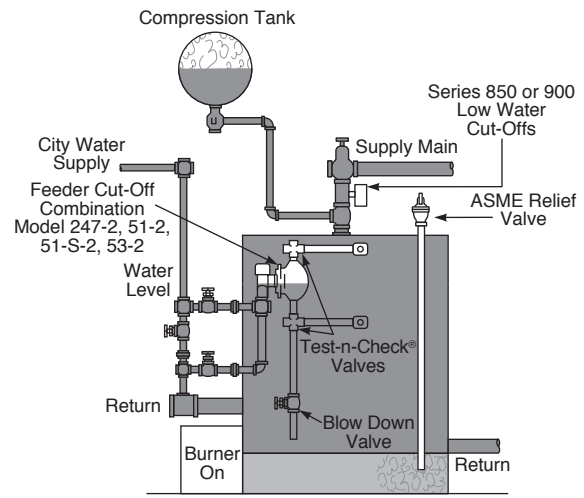 Compression Tank
Series 850 or 900
Low Water
Cut-Offs
City Water
Supply
Supply Main
Feeder Cut-Off
Combination
Model 247-2, 51-2,
51-S-2, 53-2
ASME Relief
Valve
Water
Level
Test-n-Check®
Valves
Return
Blow Down
Valve
Burner
On
Return